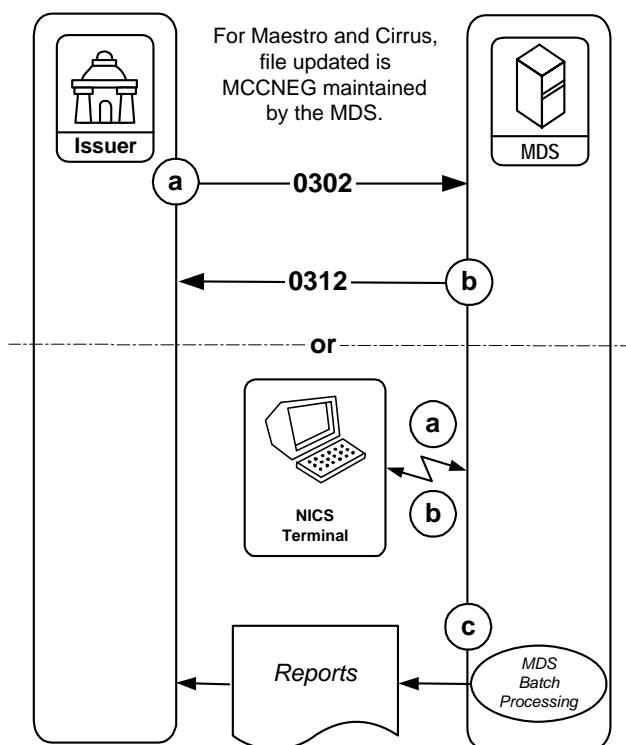 For Maestro and Cirrus,
file updated is
MCCNEG maintained
by the MDS.
Issuer
MDS
a
0302
0312
b
or
a
b
NICS
Terminal
c
Reports
MDS
Batch
Processing